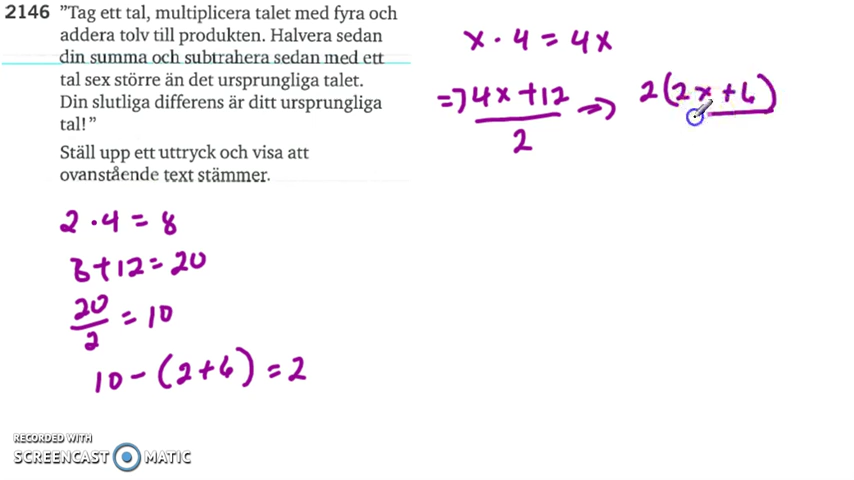 2146 "Tag ett tal, multiplicera talet med fyra och
addera tolv till produkten. Halvera sedan
din summa och subtrahera sedan med ett
tal sex större än det ursprungliga talet.
Din slutliga differens är ditt ursprungliga
tal!"
Ställ upp ett uttryck och visa att
ovanstående text stämmer.
2 · 4 = 8
8 + 12 = 20
20/2 = 10
10 - (2+6) = 2
x · 4 = 4x
=> 4x + 12 / 2 => 2(2x + 6)
RECORDED WITH
SCREENCAST MATIC